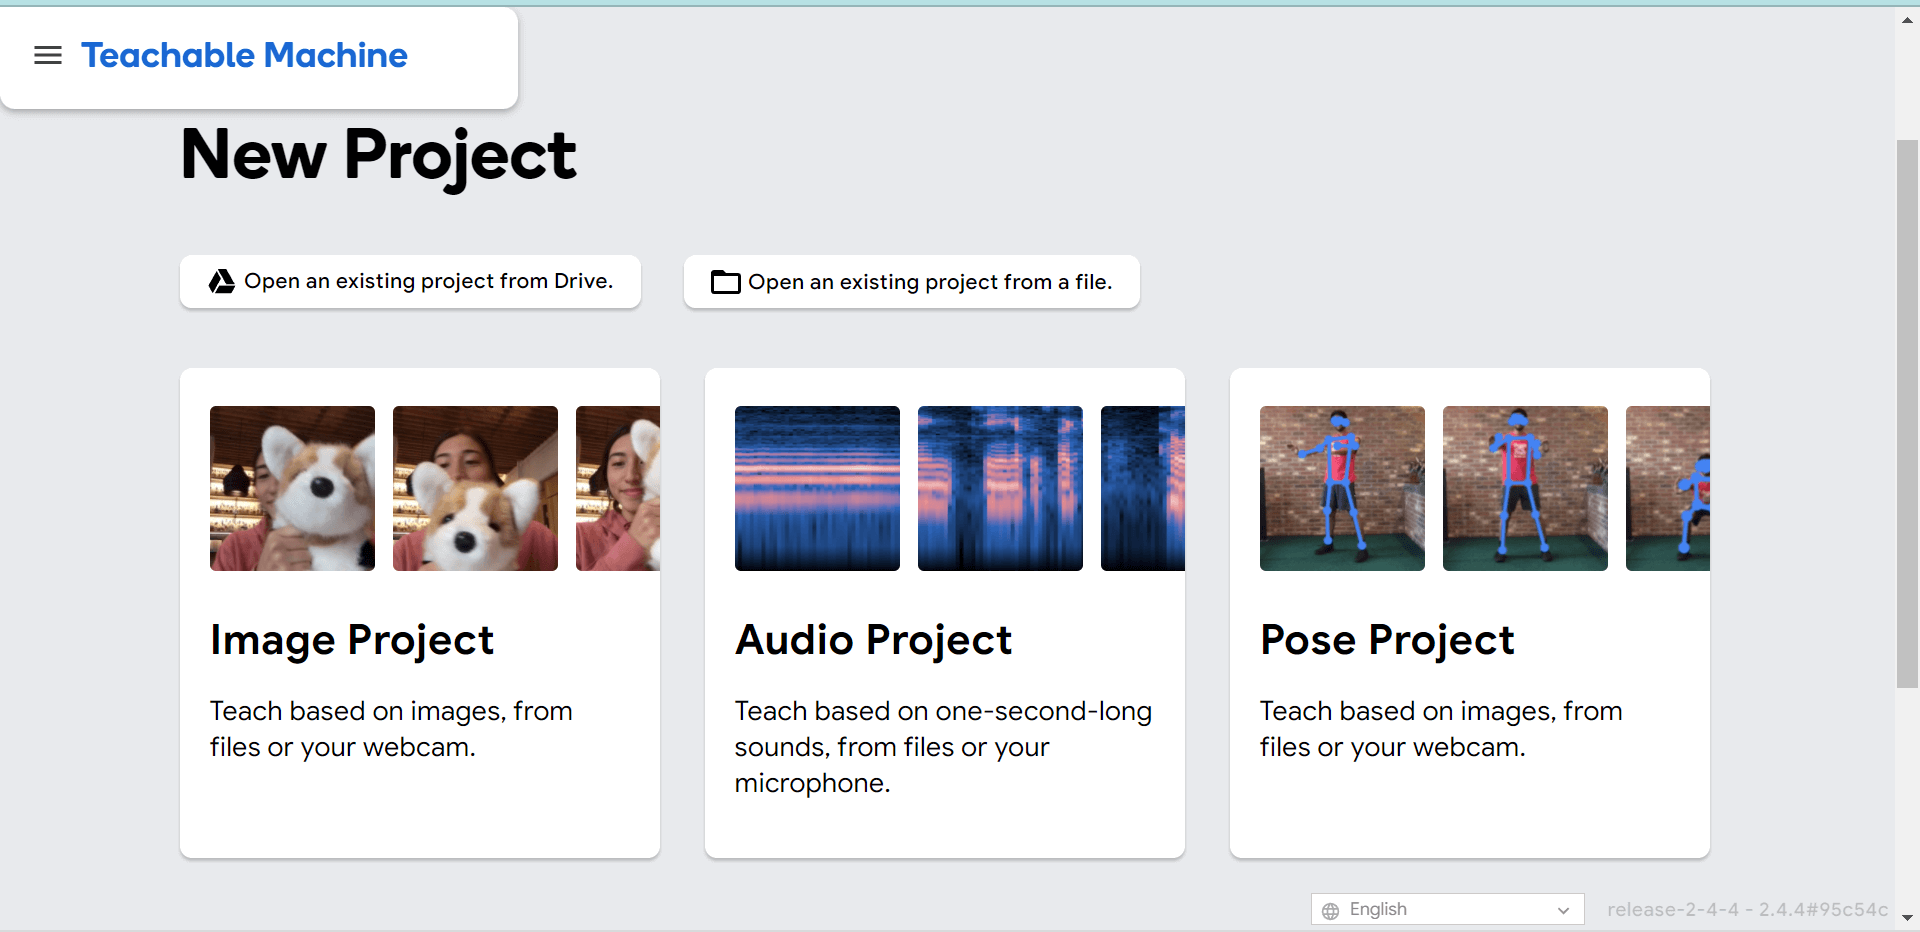 Teachable Machine
New Project
Open an existing project from Drive.
Open an existing project from a file.
Image Project
Teach based on images, from
files or your webcam.
Audio Project
Teach based on one-second-long
sounds, from files or your
microphone.
Pose Project
Teach based on images, from
files or your webcam.
English
release-2-4-4 - 2.4.4#95c54c